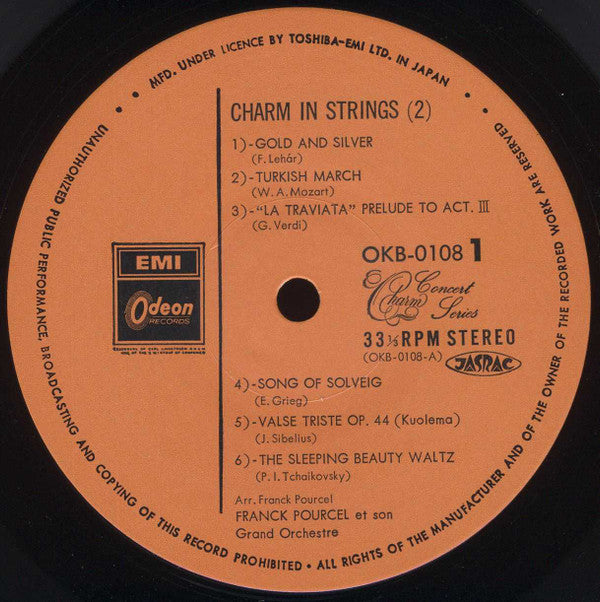 MFD. UNDER LICENCE BY TOSHIBA-EMI LTD. IN JAPAN
UNAUTHORIZED PUBLIC PERFORMANCE, BROADCASTING AND COPYING OF THIS RECORD PROHIBITED • ALL RIGHTS OF THE MANUFACTURER AND OF THE OWNER OF THE RECORDED WORK ARE RESERVED
CHARM IN STRINGS (2)
1)-GOLD AND SILVER
(F. Lehár)
2)-TURKISH MARCH
(W. A. Mozart)
3)-"LA TRAVIATA" PRELUDE TO ACT. III
(G. Verdi)
EMI
Odeon
RECORDS
OKB-0108 1
Charm Concert
Series
33 ⅓ RPM STEREO
(OKB-0108-A)
JASRAC
4)-SONG OF SOLVEIG
(E. Grieg)
5)-VALSE TRISTE OP. 44 (Kuolema)
(J. Sibelius)
6)-THE SLEEPING BEAUTY WALTZ
(P. I. Tchaikovsky)
Arr. Franck Pourcel
FRANCK POURCEL et son
Grand Orchestre